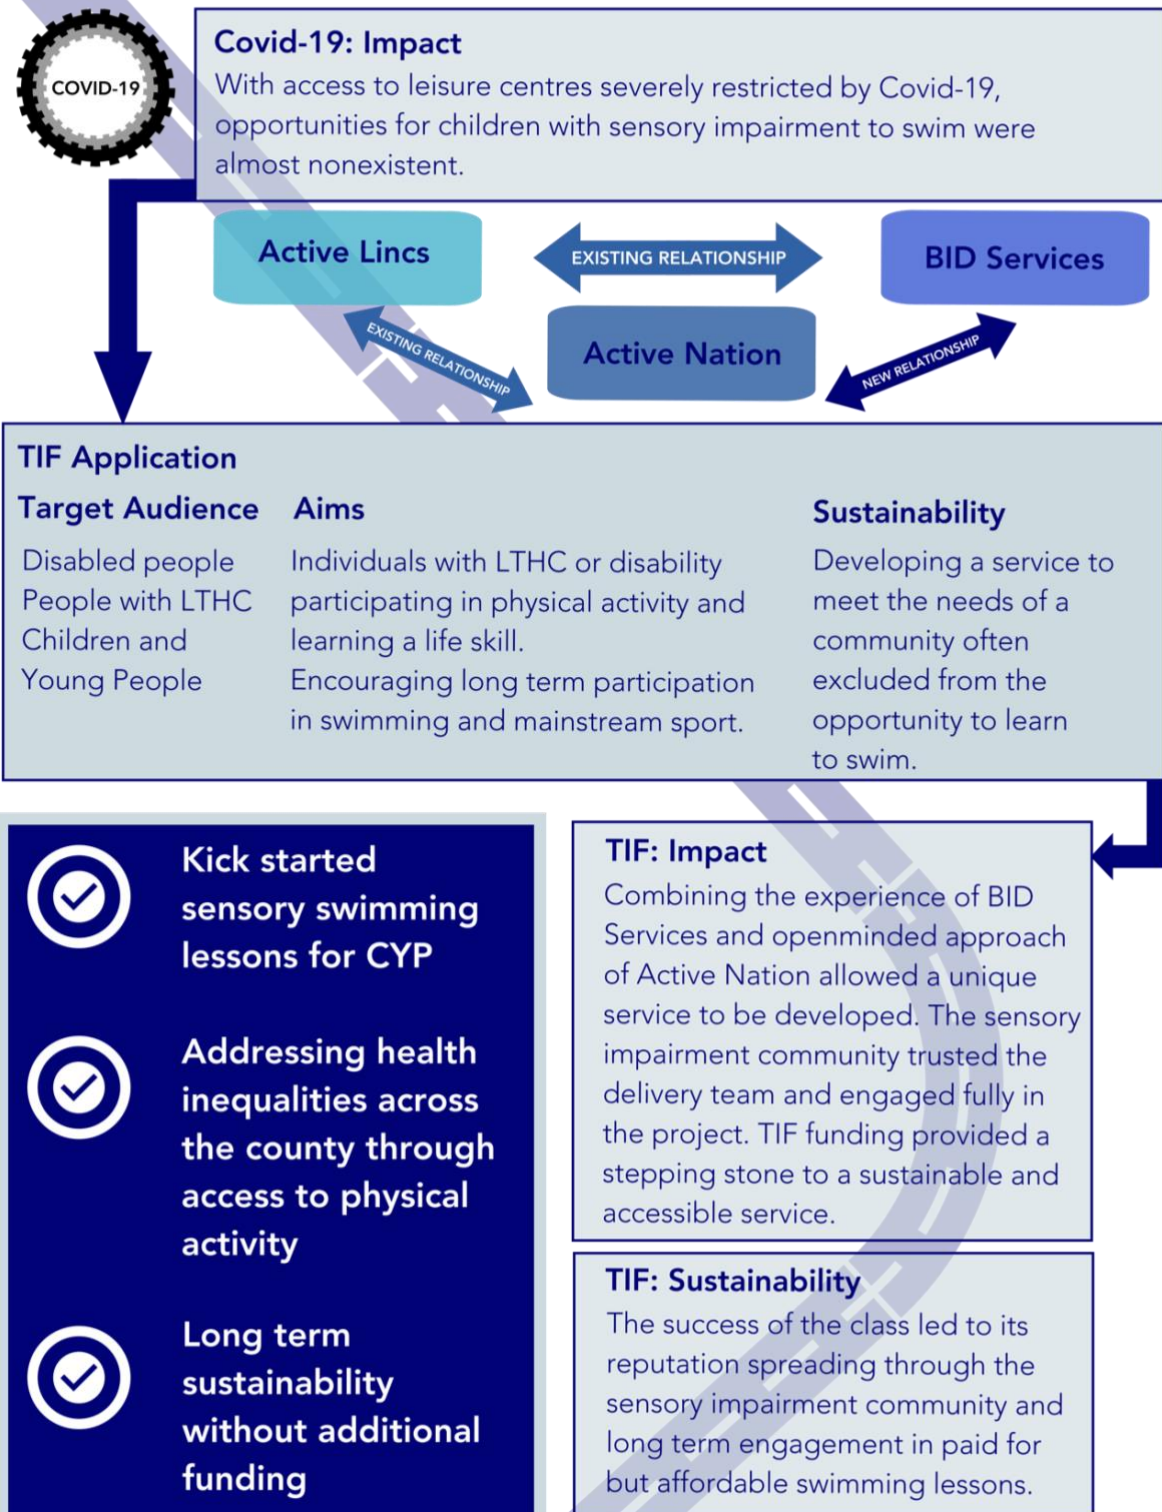 COVID-19
Covid-19: Impact
With access to leisure centres severely restricted by Covid-19,
opportunities for children with sensory impairment to swim were
almost nonexistent.
Active Lincs
EXISTING RELATIONSHIP
BID Services
EXISTING RELATIONSHIP
Active Nation
NEW RELATIONSHIP
TIF Application
Target Audience
Disabled people
People with LTHC
Children and
Young People
Aims
Individuals with LTHC or disability
participating in physical activity and
learning a life skill.
Encouraging long term participation
in swimming and mainstream sport.
Sustainability
Developing a service to
meet the needs of a
community often
excluded from the
opportunity to learn
to swim.
Kick started
sensory swimming
lessons for CYP
Addressing health
inequalities across
the county through
access to physical
activity
Long term
sustainability
without additional
funding
TIF: Impact
Combining the experience of BID
Services and openminded approach
of Active Nation allowed a unique
service to be developed. The sensory
impairment community trusted the
delivery team and engaged fully in
the project. TIF funding provided a
stepping stone to a sustainable and
accessible service.
TIF: Sustainability
The success of the class led to its
reputation spreading through the
sensory impairment community and
long term engagement in paid for
but affordable swimming lessons.